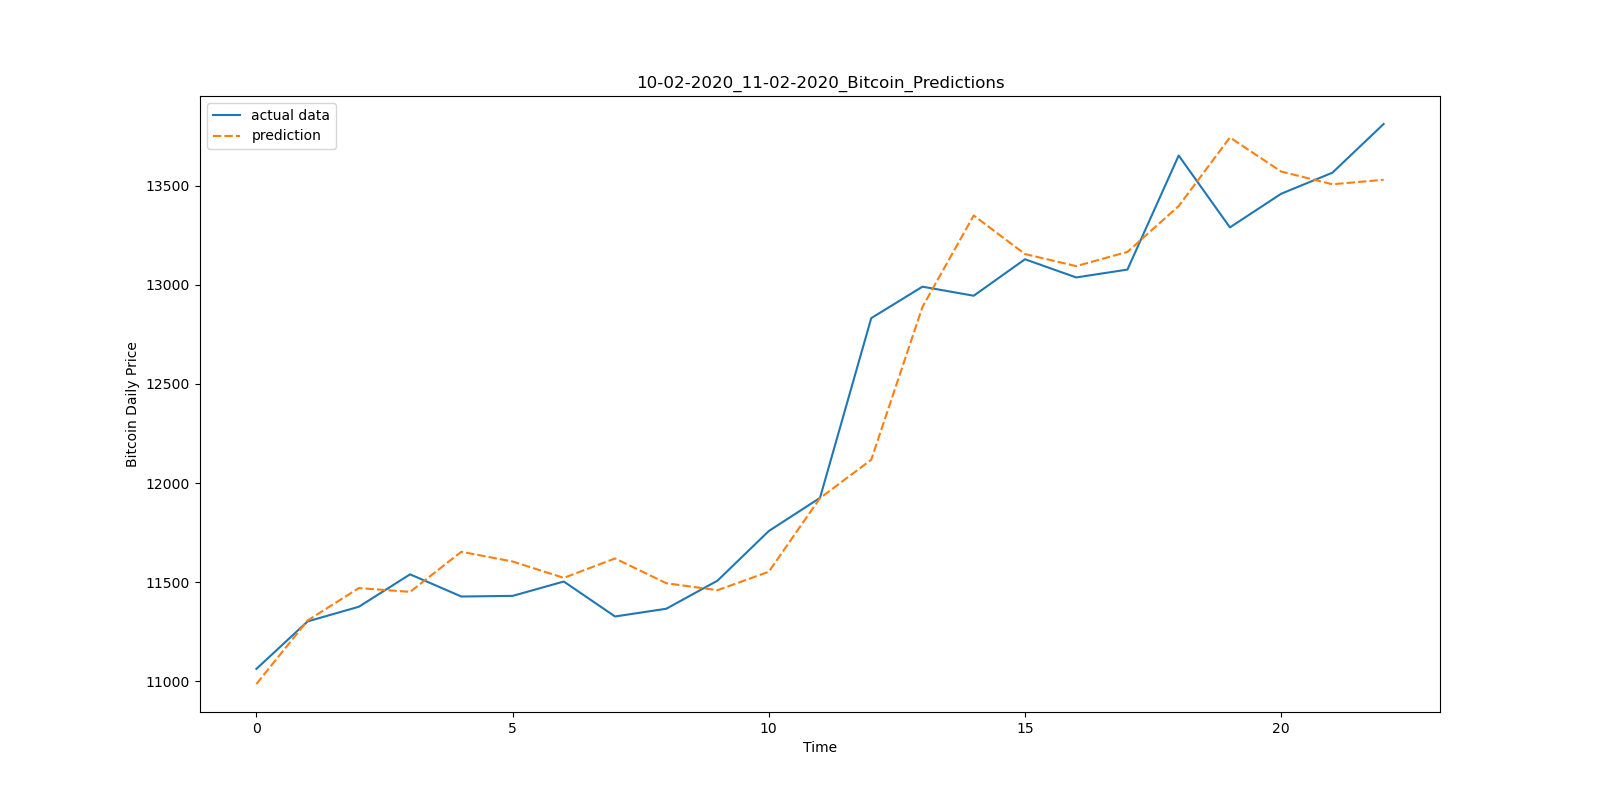 10-02-2020_11-02-2020_Bitcoin_Predictions
actual data
prediction
13500
13000
12500
12000
11500
11000
Bitcoin Daily Price
0
5
10
15
20
Time